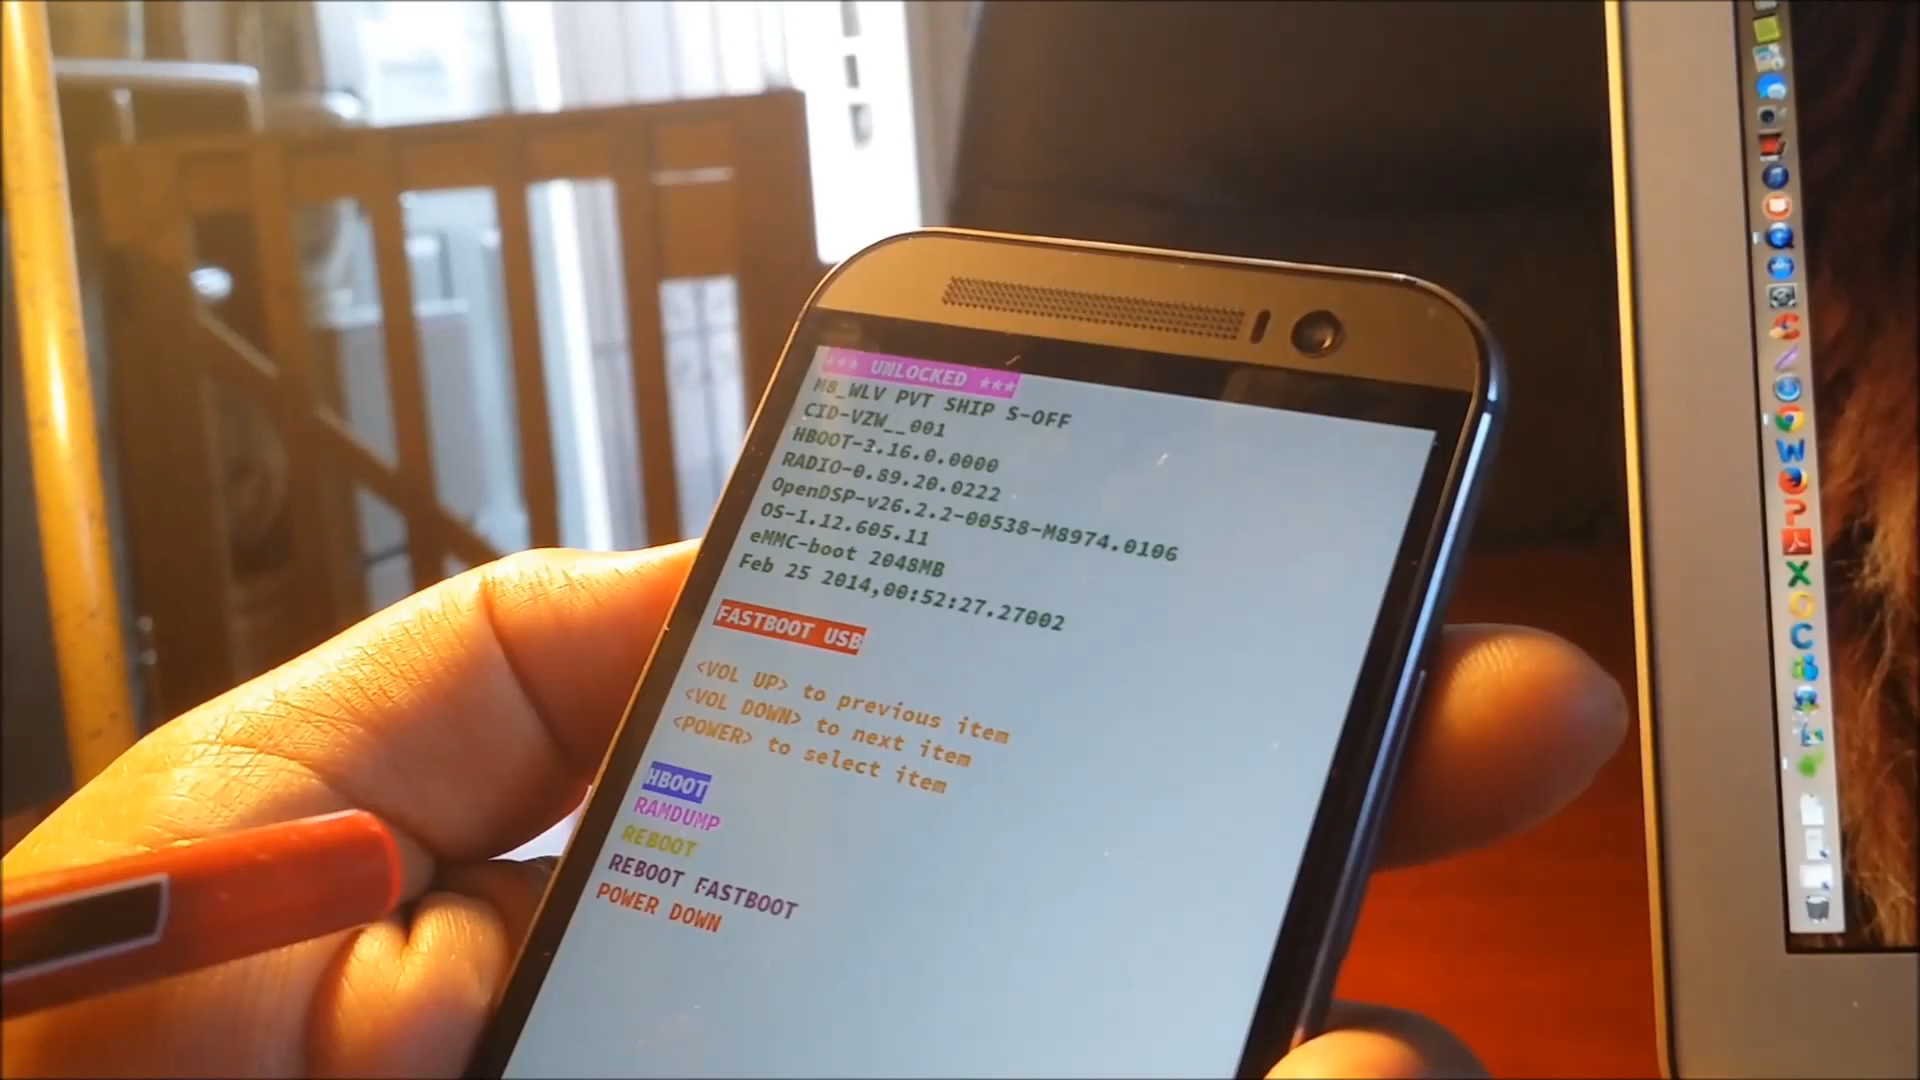 *** UNLOCKED ***
M8_WLV PVT SHIP S-OFF
CID-VZW__001
HBOOT-3.16.0.0000
RADIO-0.89.20.0222
OpenDSP-v26.2.2-00538-M8974.0106
OS-1.12.605.11
eMMC-boot 2048MB
Feb 25 2014,00:52:27.27002
FASTBOOT USB
<VOL UP> to previous item
<VOL DOWN> to next item
<POWER> to select item
HBOOT
RAMDUMP
REBOOT
REBOOT FASTBOOT
POWER DOWN